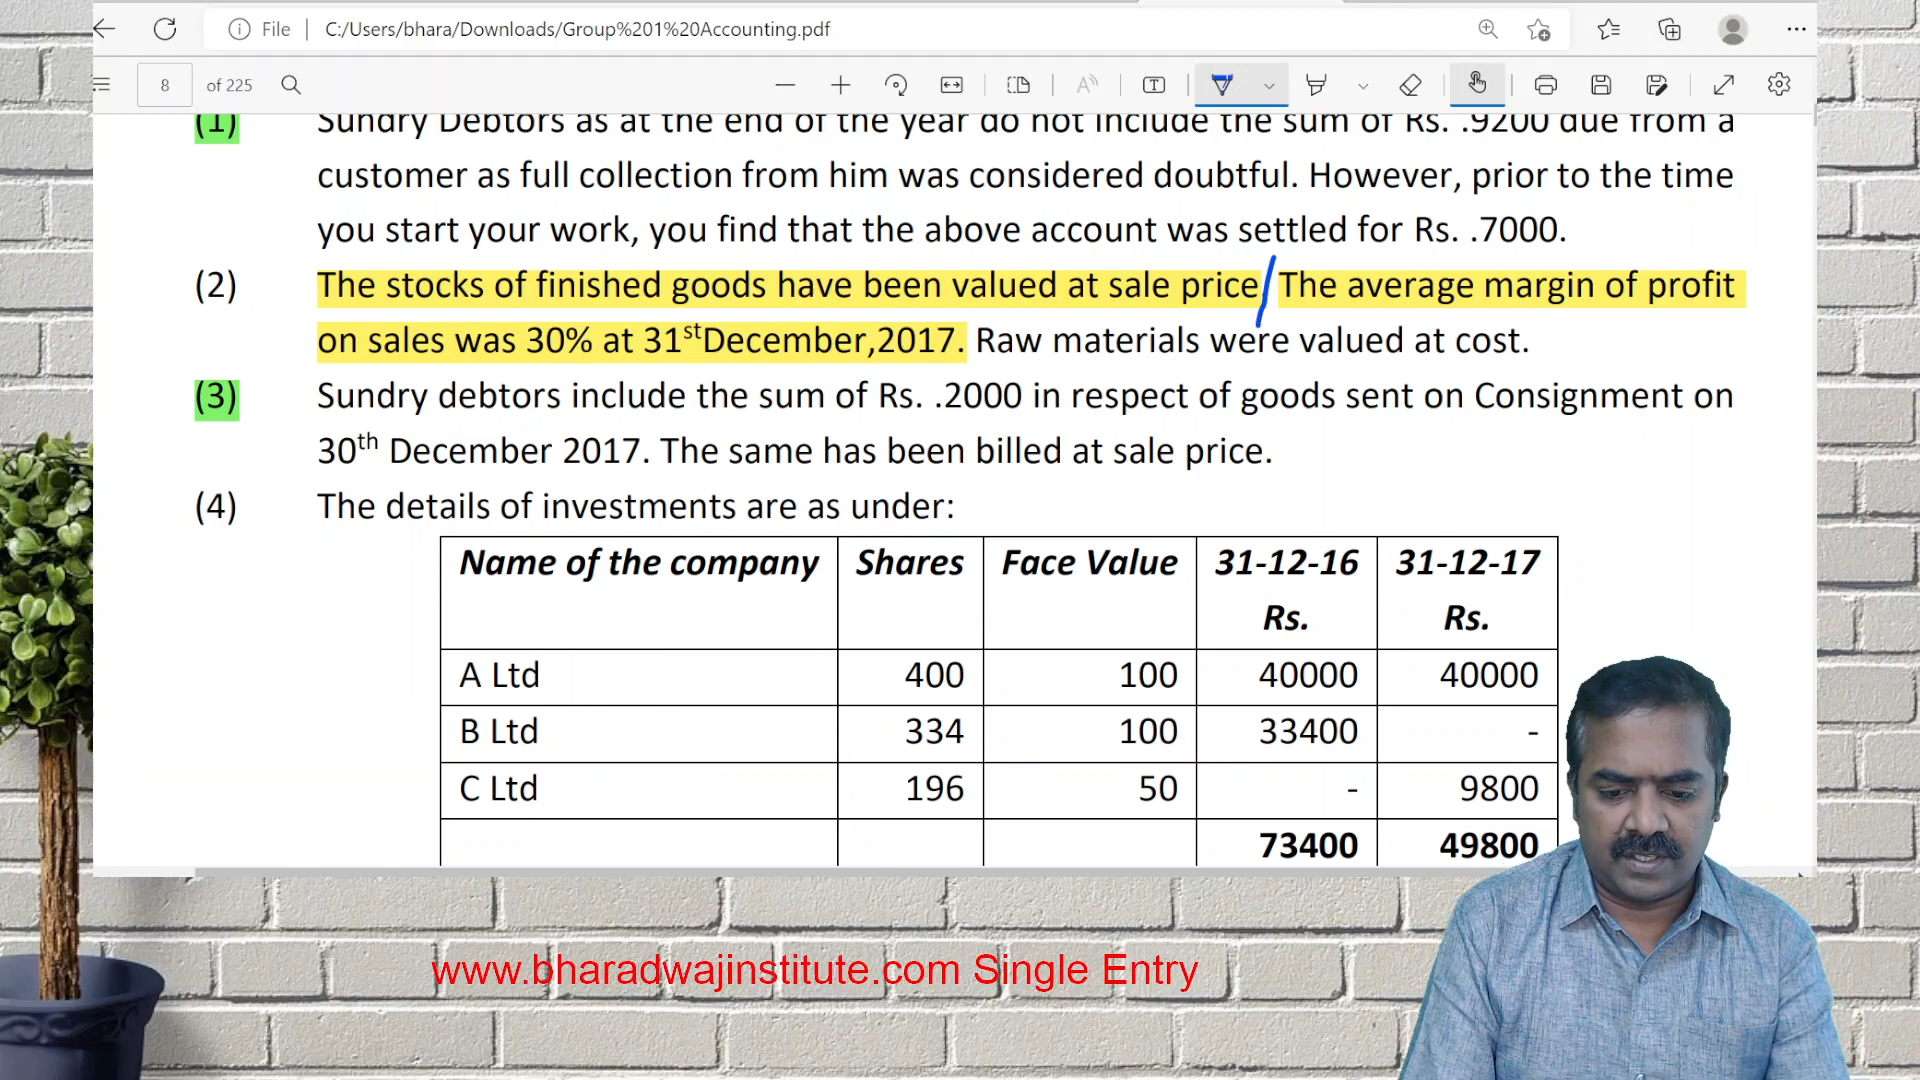 File C:/Users/bhara/Downloads/Group%201%20Accounting.pdf
8 of 225
(1) Sundry Debtors as at the end of the year do not include the sum of Rs. .9200 due from a
customer as full collection from him was considered doubtful. However, prior to the time
you start your work, you find that the above account was settled for Rs. .7000.
(2) The stocks of finished goods have been valued at sale price The average margin of profit
on sales was 30% at 31st December,2017. Raw materials were valued at cost.
(3) Sundry debtors include the sum of Rs. .2000 in respect of goods sent on Consignment on
30th December 2017. The same has been billed at sale price.
(4) The details of investments are as under:
Name of the company Shares Face Value 31-12-16 31-12-17
Rs. Rs.
A Ltd 400 100 40000 40000
B Ltd 334 100 33400 -
C Ltd 196 50 - 9800
73400 49800
www.bharadwajinstitute.com Single Entry